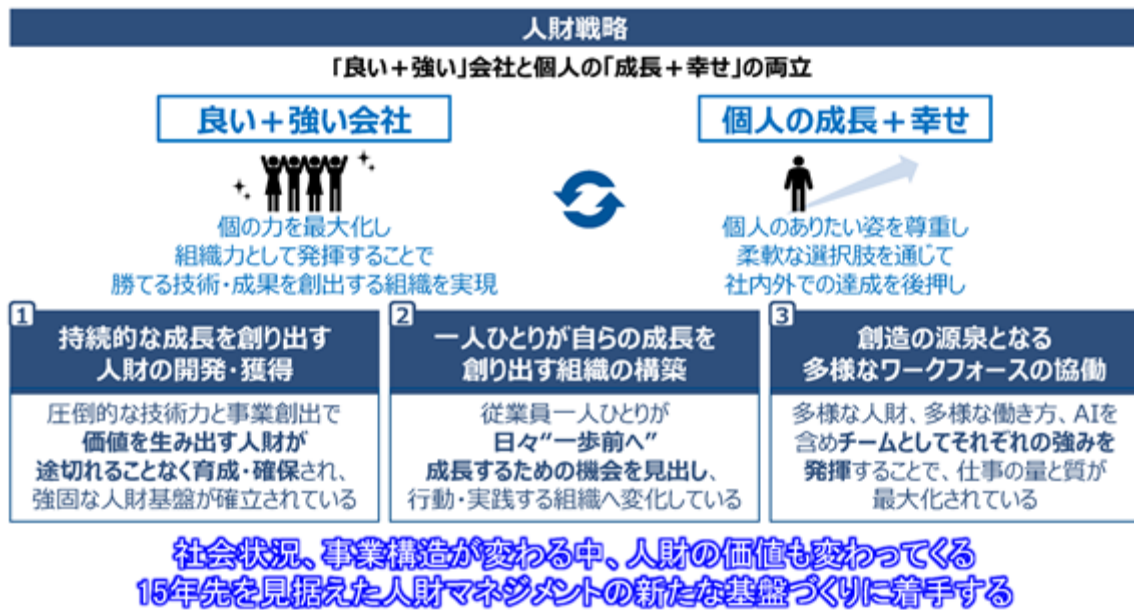 人財戦略
「良い+強い」会社と個人の「成長+幸せ」の両立
良い+強い会社
個の力を最大化し
組織力として発揮することで
勝てる技術・成果を創出する組織を実現
個人の成長+幸せ
個人のありたい姿を尊重し
柔軟な選択肢を通じて
社内外での達成を後押し
1
持続的な成長を創り出す
人財の開発・獲得
圧倒的な技術力と事業創出で
価値を生み出す人財が
途切れることなく育成・確保され、
強固な人財基盤が確立されている
2
一人ひとりが自らの成長を
創り出す組織の構築
従業員一人ひとりが
日々“一歩前へ”
成長するための機会を見出し、
行動・実践する組織へ変化している
3
創造の源泉となる
多様なワークフォースの協働
多様な人財、多様な働き方、AIを
含めチームとしてそれぞれの強みを
発揮することで、仕事の量と質が
最大化されている
社会状況、事業構造が変わる中、人財の価値も変わってくる
15年先を見据えた人財マネジメントの新たな基盤づくりに着手する